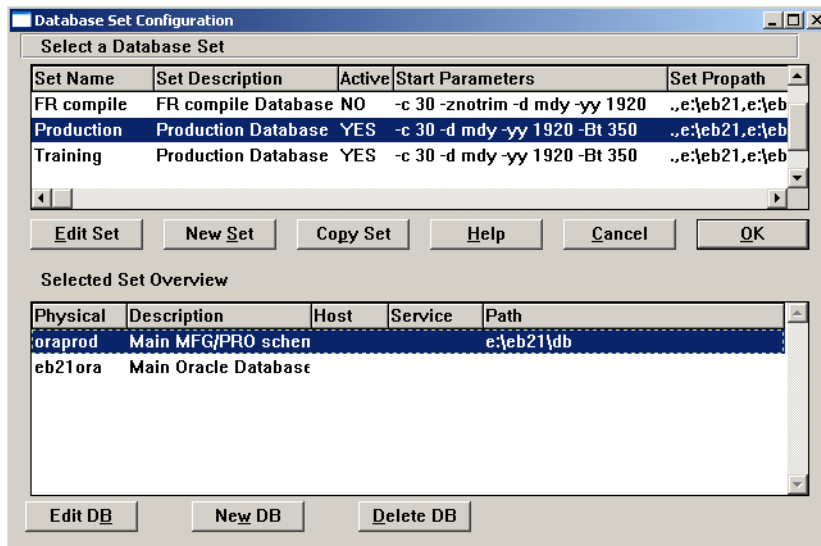 Database Set Configuration
Select a Database Set
Set Name Set Description Active Start Parameters Set Propath
FR compile FR compile Database NO -c 30 -znotrim -d mdy -yy 1920 .,e:\eb21,e:\eb
Production Production Database YES -c 30 -d mdy -yy 1920 -Bt 350 .,e:\eb21,e:\eb
Training Production Database YES -c 30 -d mdy -yy 1920 -Bt 350 .,e:\eb21,e:\eb
Edit Set New Set Copy Set Help Cancel OK
Selected Set Overview
Physical Description Host Service Path
oraprod Main MFG/PRO schen e:\eb21\db
eb21ora Main Oracle Database
Edit DB New DB Delete DB